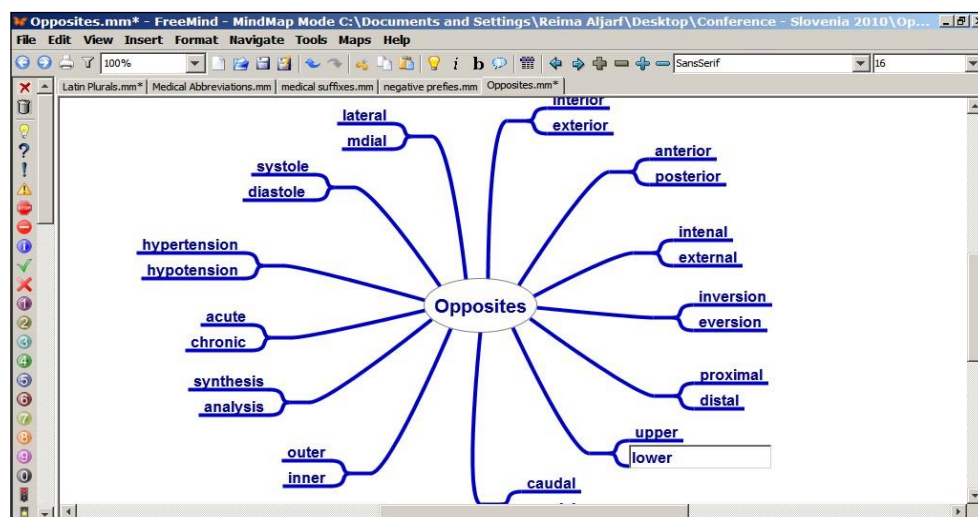 Opposites.mm* - FreeMind - MindMap Mode C:\Documents and Settings\Reima Aljarf\Desktop\Conference - Slovenia 2010\Op...
File Edit View Insert Format Navigate Tools Maps Help
100%
SansSerif
16
Latin Plurals.mm* Medical Abbreviations.mm medical suffixes.mm negative prefies.mm Opposites.mm*
interior
exterior
lateral
mdial
anterior
posterior
systole
diastole
intenal
external
hypertension
hypotension
inversion
eversion
Opposites
acute
chronic
proximal
distal
synthesis
analysis
upper
lower
outer
inner
caudal